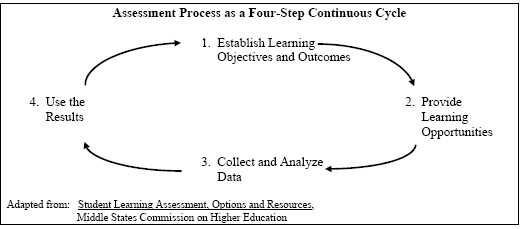 Assessment Process as a Four-Step Continuous Cycle
1. Establish Learning
Objectives and Outcomes
2. Provide
Learning
Opportunities
3. Collect and Analyze
Data
4. Use the
Results
Adapted from: Student Learning Assessment, Options and Resources,
Middle States Commission on Higher Education